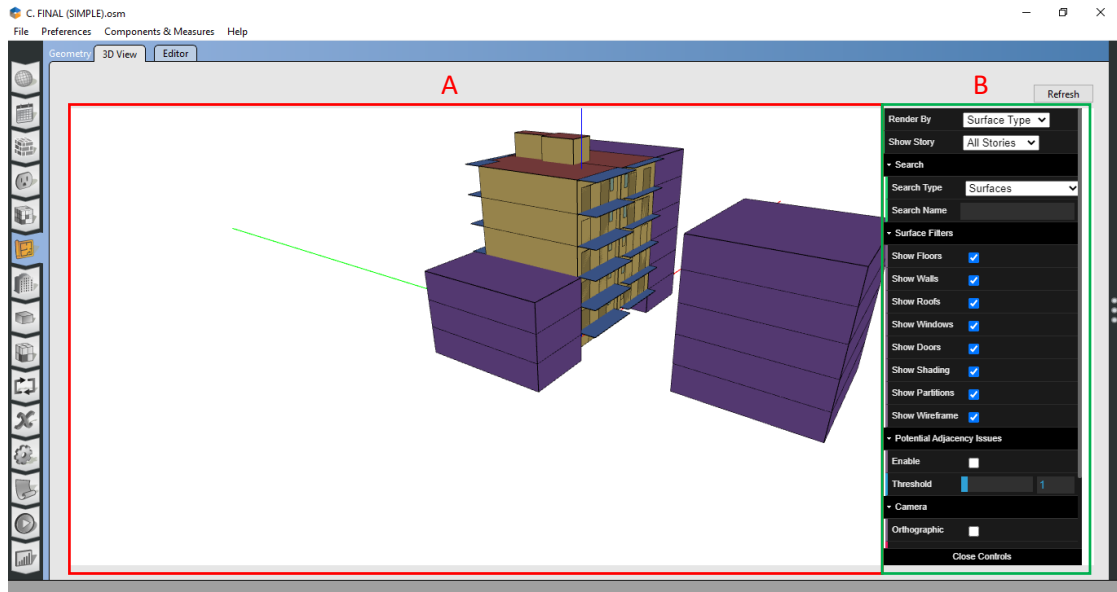 C. FINAL (SIMPLE).osm
File Preferences Components & Measures Help
Geometry 3D View Editor
A B
Refresh
Render By Surface Type
Show Story All Stories
Search
Search Type Surfaces
Search Name
Surface Filters
Show Floors
Show Walls
Show Roofs
Show Windows
Show Doors
Show Shading
Show Partitions
Show Wireframe
Potential Adjacency Issues
Enable
Threshold 1
Camera
Orthographic
Close Controls